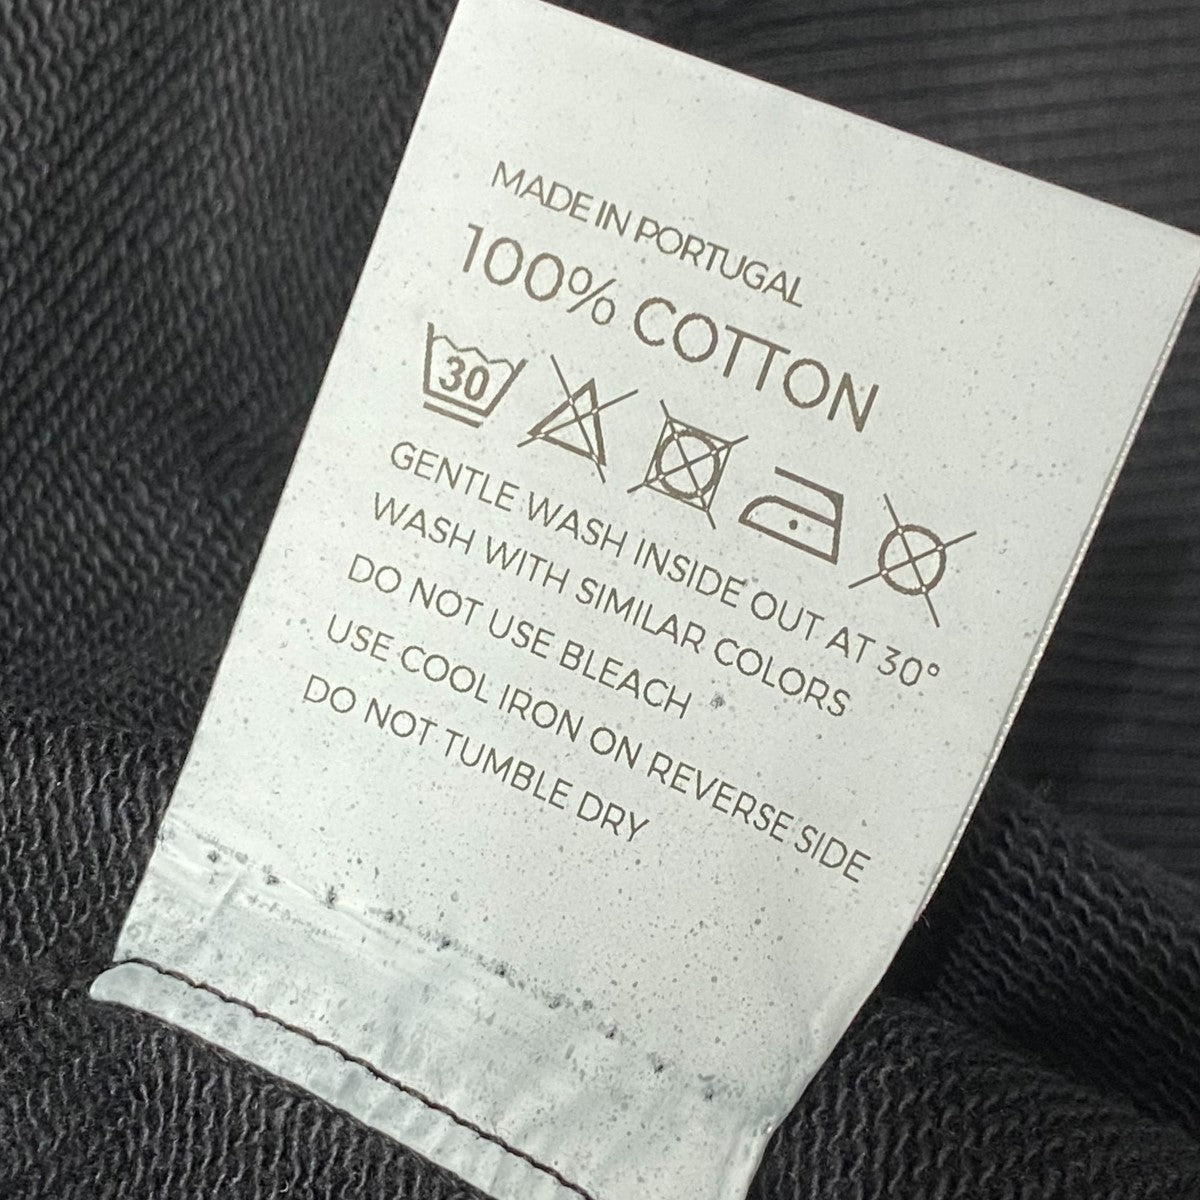 MADE IN PORTUGAL
100% COTTON
30
GENTLE WASH INSIDE OUT AT 30°
WASH WITH SIMILAR COLORS
DO NOT USE BLEACH
USE COOL IRON ON REVERSE SIDE
DO NOT TUMBLE DRY